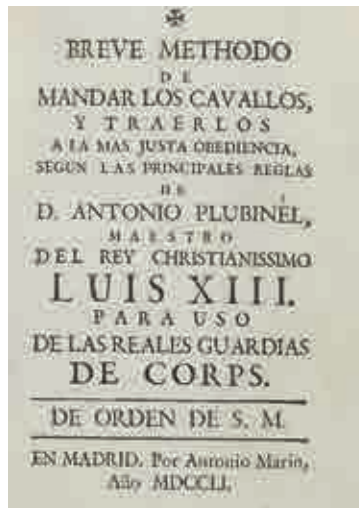 BREVE METHODO
DE
MANDAR LOS CAVALLOS,
Y TRAERLOS
A LA MAS JUSTA OBEDIENCIA,
SEGUN LAS PRINCIPALES REGLAS
DE
D. ANTONIO PLUBINÉL,
MAESTRO
DEL REY CHRISTIANISSIMO
LUIS XIII.
PARA USO
DE LAS REALES GUARDIAS
DE CORPS.
DE ORDEN DE S. M.
EN MADRID. Por Antonio Marin,
Año MDCCLI.